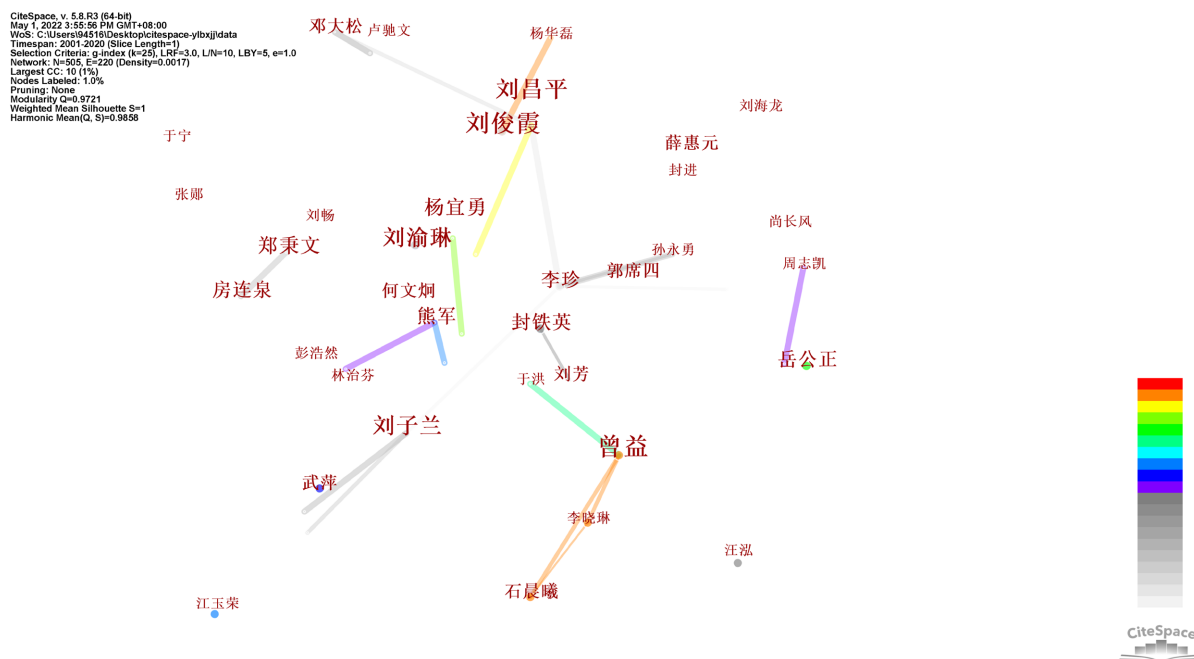 CiteSpace, v. 5.8.R3 (64-bit)
May 1, 2022 3:55:56 PM GMT+08:00
WoS: C:\Users\94516\Desktop\citespace-ylbxjj\data
Timespan: 2001-2020 (Slice Length=1)
Selection Criteria: g-index (k=25), LRF=3.0, L/N=10, LBY=5, e=1.0
Network: N=505, E=220 (Density=0.0017)
Largest CC: 10 (1%)
Nodes Labeled: 1.0%
Pruning: None
Modularity Q=0.9721
Weighted Mean Silhouette S=1
Harmonic Mean(Q, S)=0.9858
邓大松
卢驰文
杨华磊
刘昌平
刘海龙
刘俊霞
于宁
薛惠元
封进
张郧
杨宜勇
刘畅
尚长风
刘渝琳
郑秉文
孙永勇
周志凯
郭席四
李珍
房连泉
何文炯
熊军
封铁英
彭浩然
岳公正
林治芬
刘芳
于洪
刘子兰
曾益
武萍
李晓琳
汪泓
石晨曦
江玉荣
CiteSpace